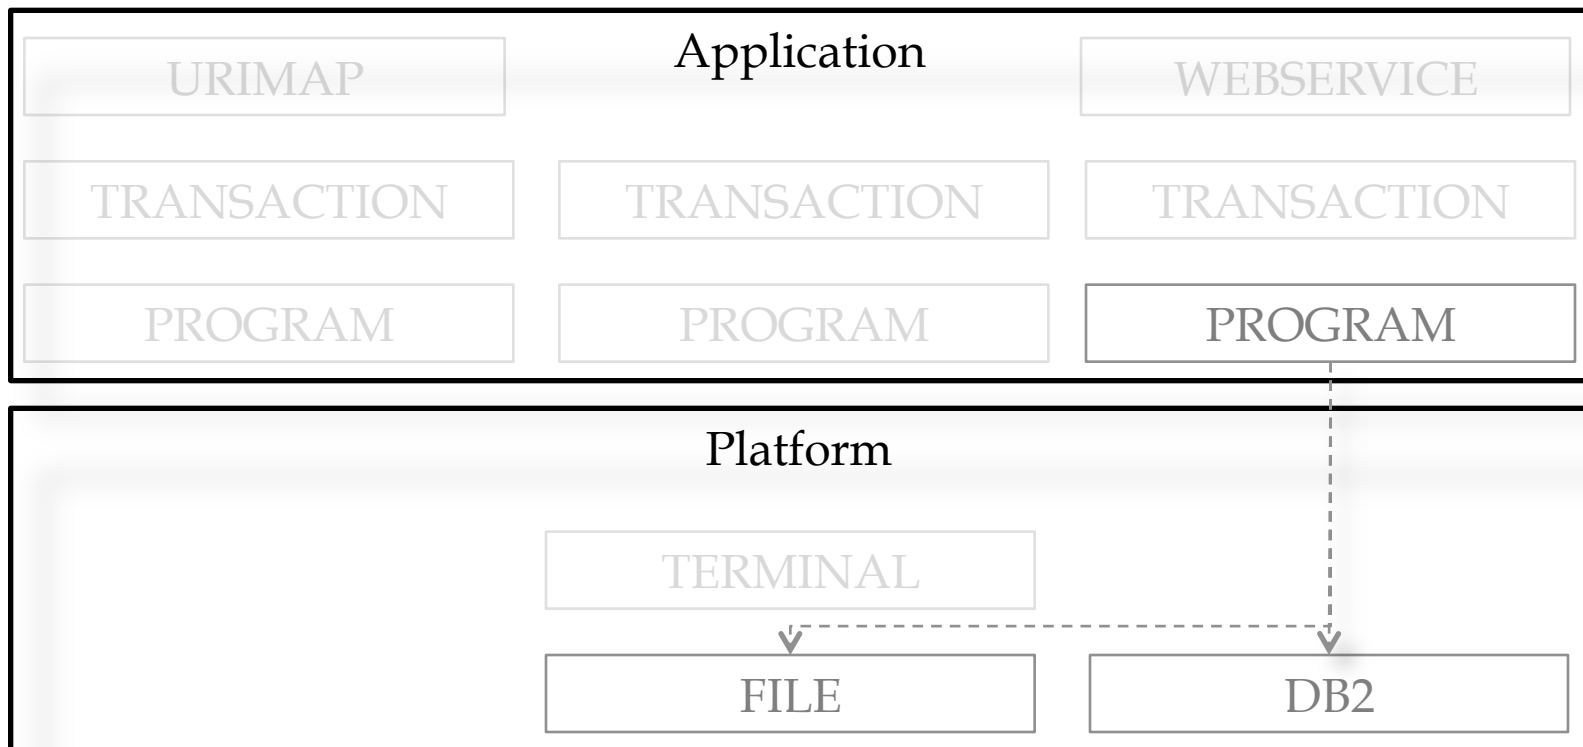 Application
URIMAP
WEBSERVICE
TRANSACTION
TRANSACTION
TRANSACTION
PROGRAM
PROGRAM
PROGRAM
Platform
TERMINAL
FILE
DB2